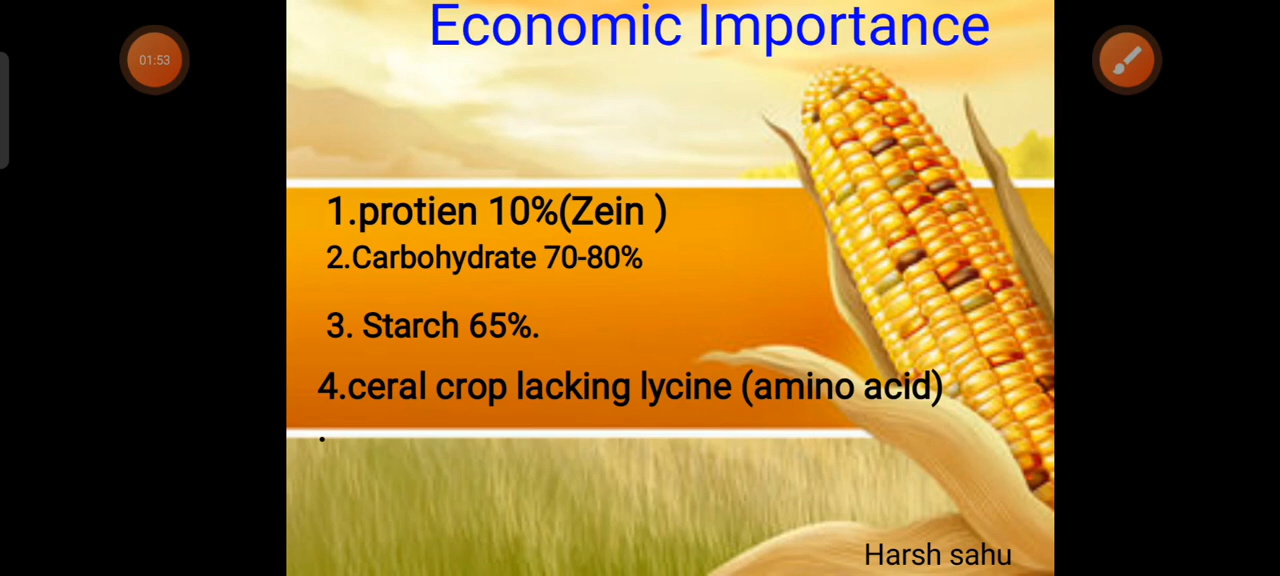 Economic Importance
01:53
1.protien 10%(Zein )
2.Carbohydrate 70-80%
3. Starch 65%.
4.ceral crop lacking lycine (amino acid)
.
Harsh sahu